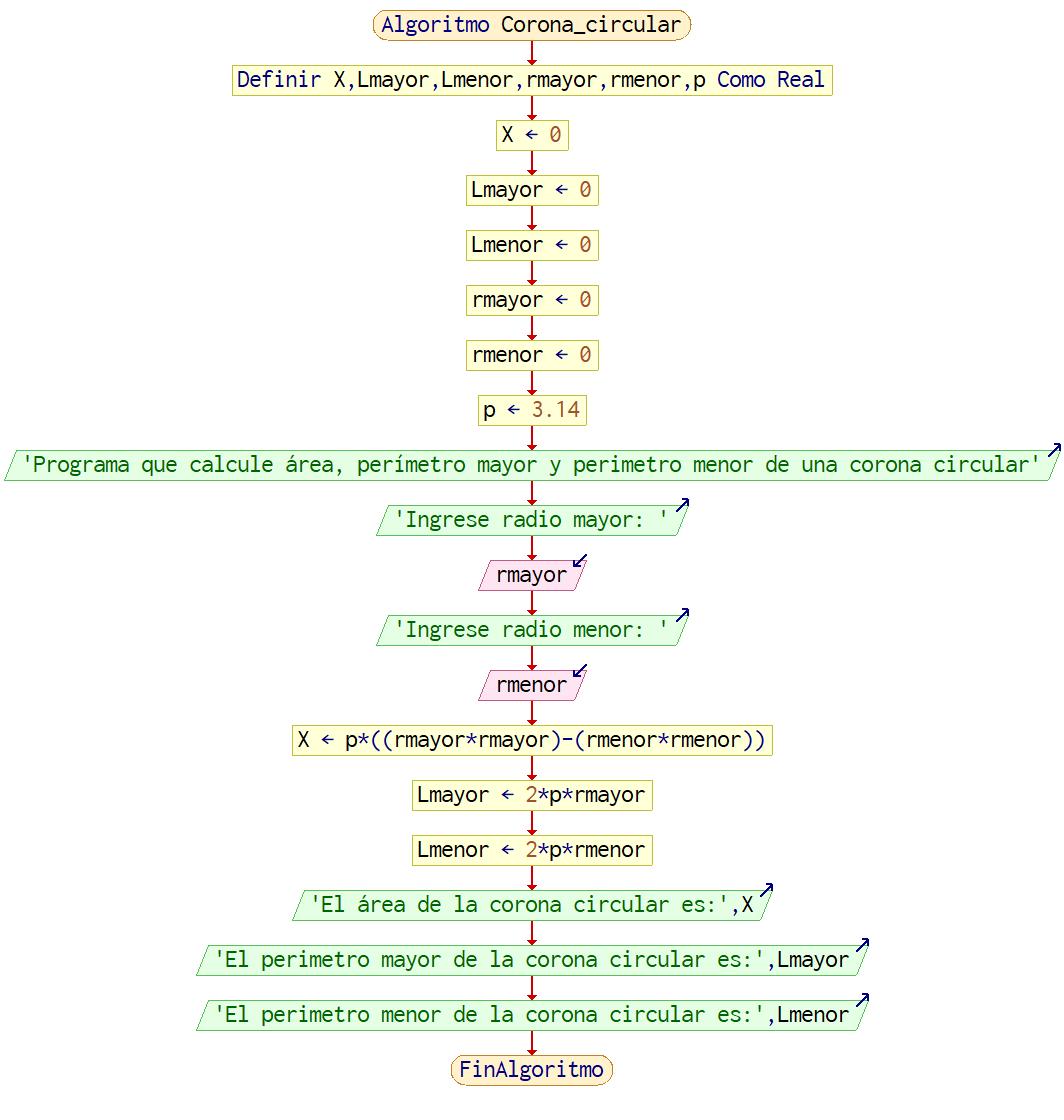 Algoritmo Corona_circular
Definir X,Lmayor,Lmenor,rmayor,rmenor,p Como Real
X ← 0
Lmayor ← 0
Lmenor ← 0
rmayor ← 0
rmenor ← 0
p ← 3.14
'Programa que calcule área, perímetro mayor y perimetro menor de una corona circular'
'Ingrese radio mayor: '
rmayor
'Ingrese radio menor: '
rmenor
X ← p*((rmayor*rmayor)-(rmenor*rmenor))
Lmayor ← 2*p*rmayor
Lmenor ← 2*p*rmenor
'El área de la corona circular es:',X
'El perimetro mayor de la corona circular es:',Lmayor
'El perimetro menor de la corona circular es:',Lmenor
FinAlgoritmo